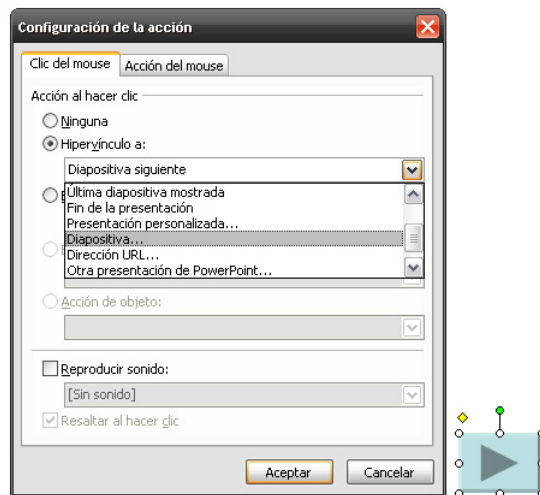 Configuración de la acción
Clic del mouse
Acción del mouse
Acción al hacer clic
Ninguna
Hipervínculo a:
Diapositiva siguiente
Última diapositiva mostrada
Fin de la presentación
Presentación personalizada...
Diapositiva...
Dirección URL...
Otra presentación de PowerPoint...
Acción de objeto:
Reproducir sonido:
[Sin sonido]
Resaltar al hacer clic
Aceptar
Cancelar